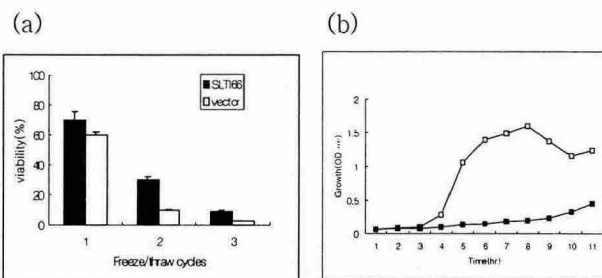 (a)
(b)
100
80
60
40
20
0
viability(%)
SLTI66
vector
1 2 3
Freeze/thraw cycles
2
1.5
1
0.5
0
Growth(OD
1 2 3 4 5 6 7 8 9 10 11
Time(hr)